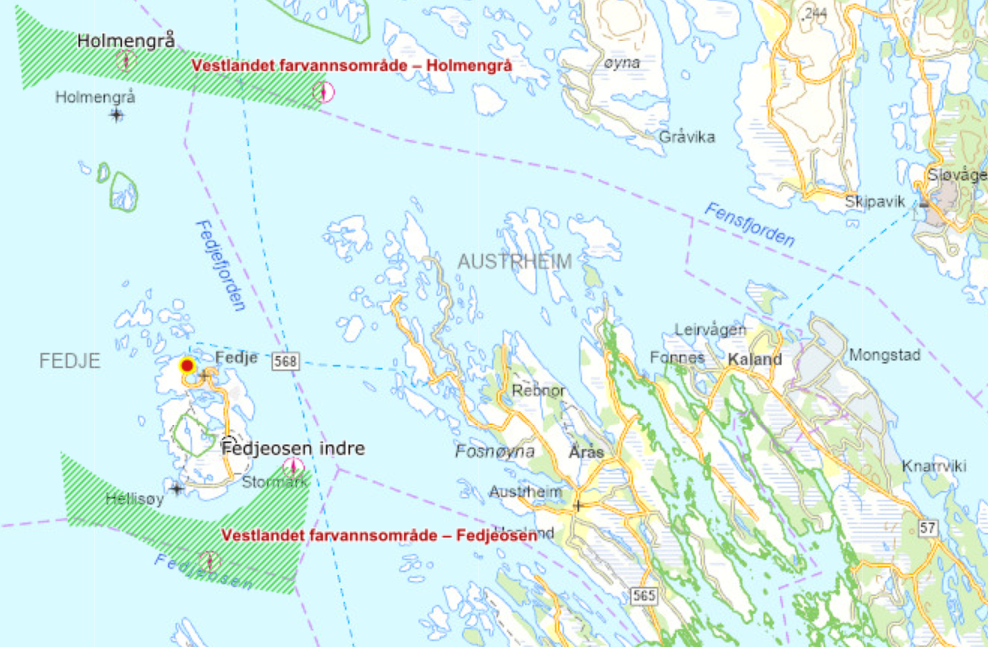 .244
Holmengrå
Vestlandet farvannsområde – Holmengrå
øyna
Holmengrå
Gråvika
Sløvåge
Skipavik
Fensfjorden
Fedjefjorden
AUSTRHEIM
Leirvågen
FEDJE
Fedje
568
Fonnes
Kaland
Mongstad
Rebnor
Fedjeosen indre
Fosnøyna
Årås
Knarrviki
Stormark
Hellisøy
Austrheim
57
Vestlandet farvannsområde – Fedjeosen
Fedjeosen
565